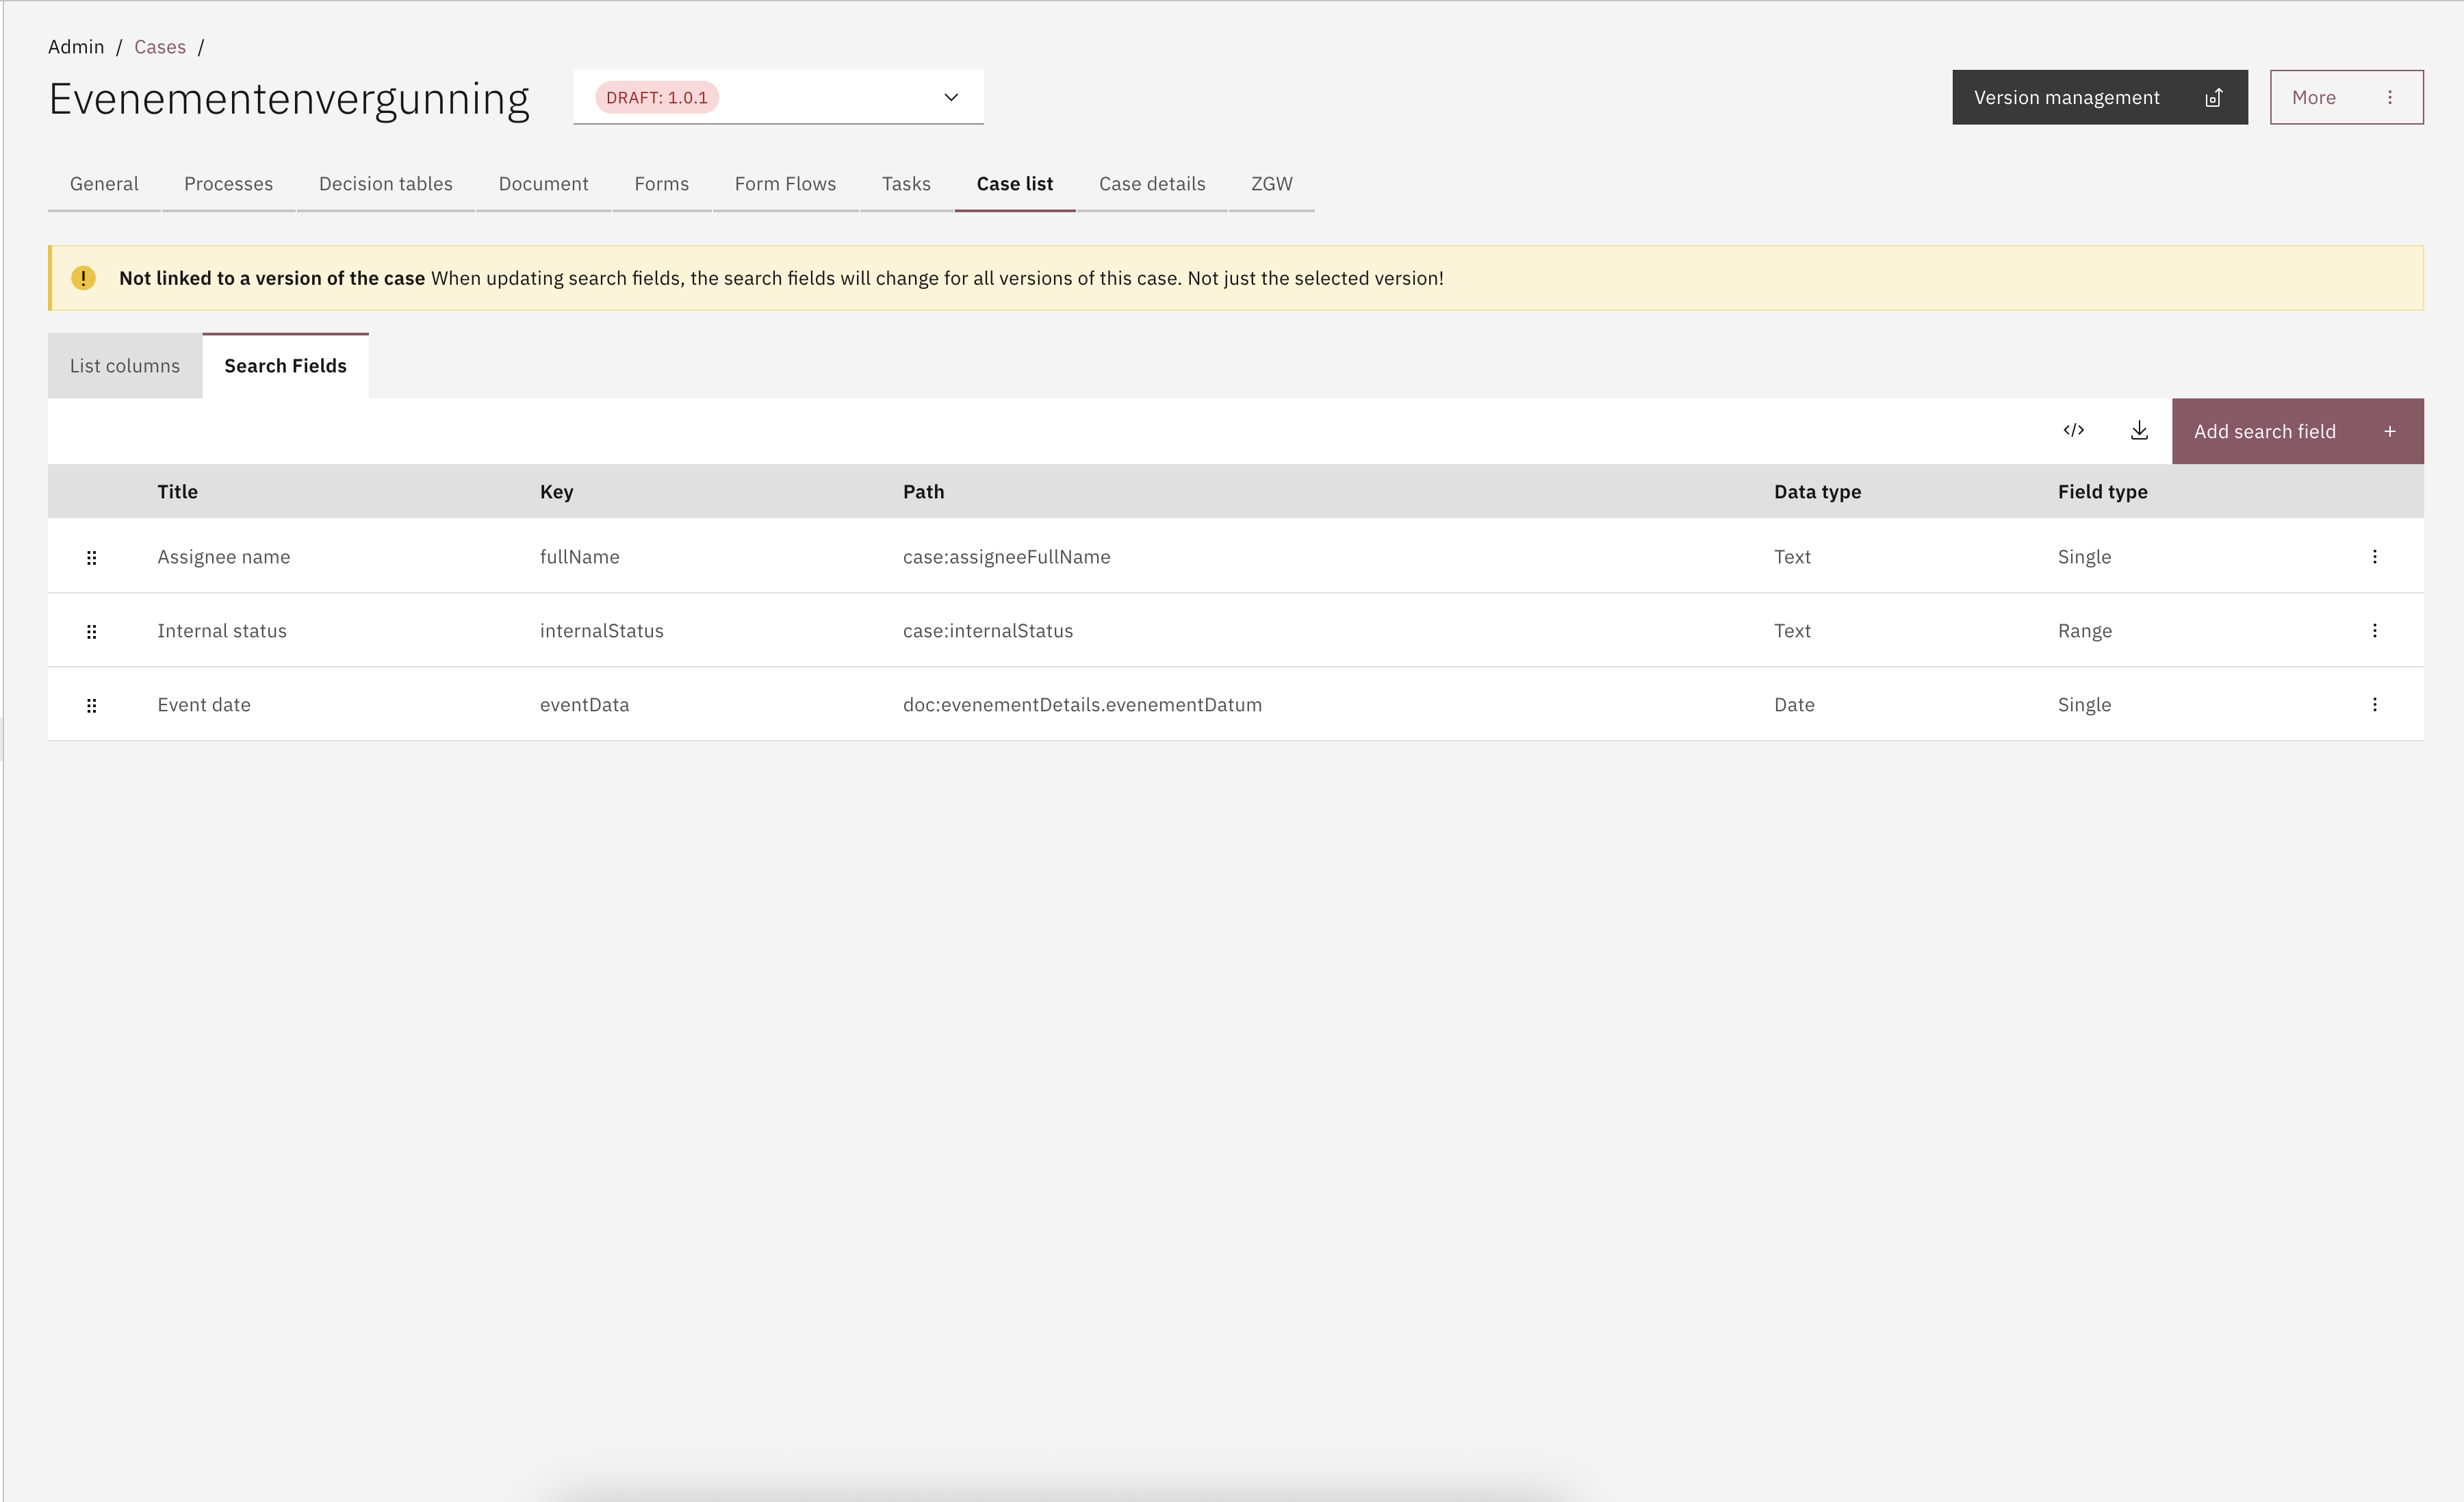 Admin / Cases /
Evenementenvergunning
DRAFT: 1.0.1
Version management
More
General Processes Decision tables Document Forms Form Flows Tasks Case list Case details ZGW
Not linked to a version of the case When updating search fields, the search fields will change for all versions of this case. Not just the selected version!
List columns Search Fields
Add search field +
Title Key Path Data type Field type
Assignee name fullName case:assigneeFullName Text Single
Internal status internalStatus case:internalStatus Text Range
Event date eventData doc:evenementDetails.evenementDatum Date Single